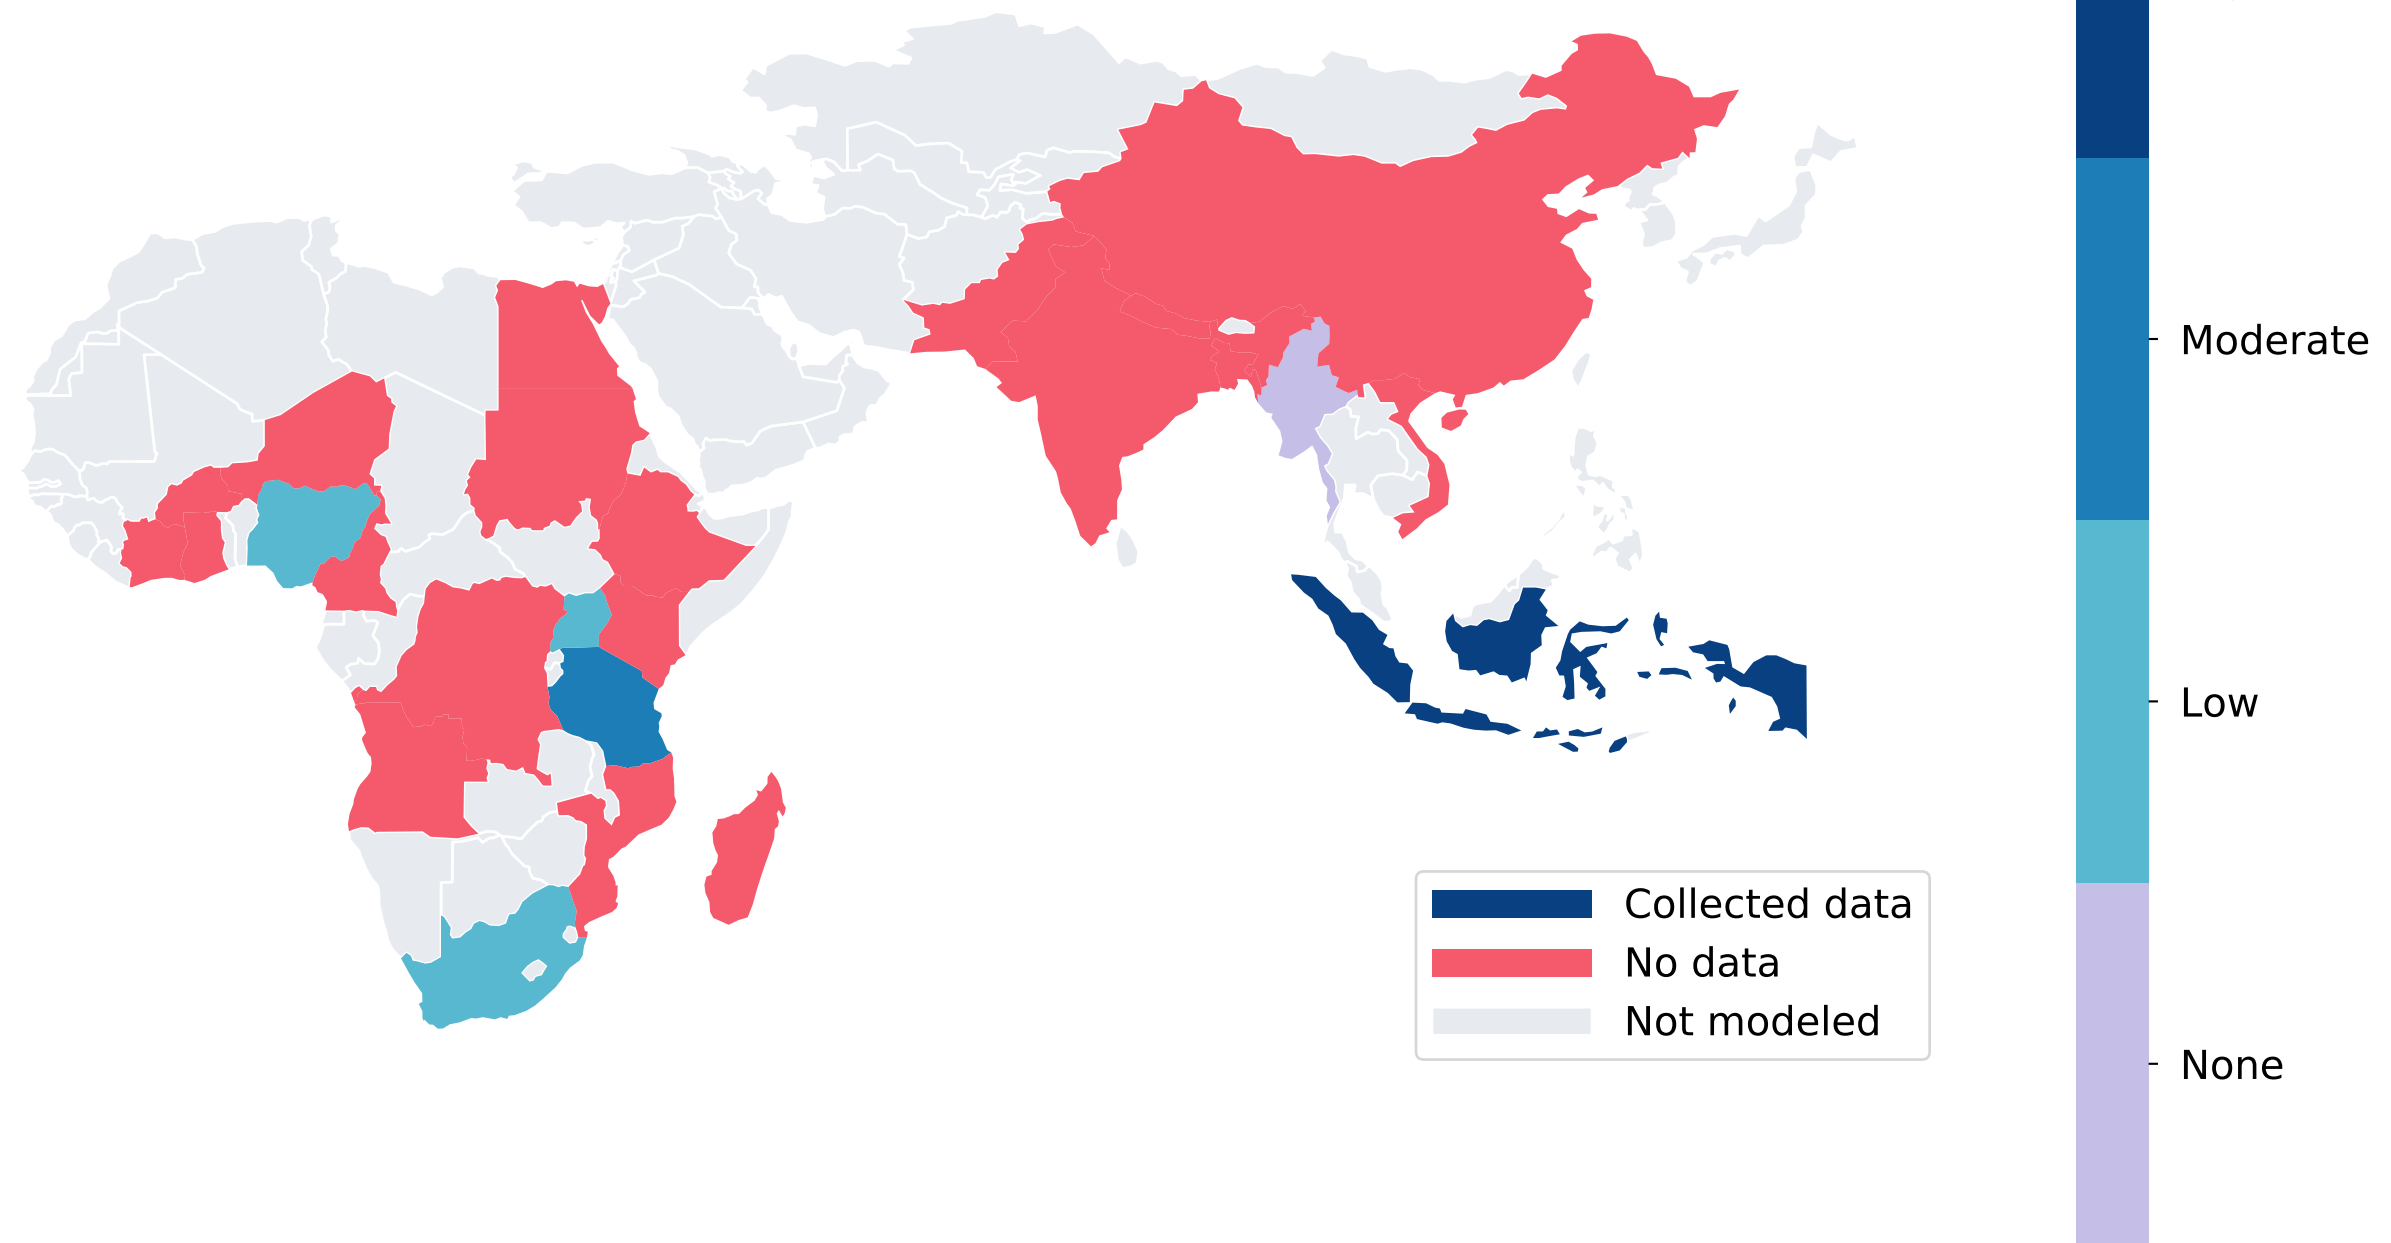 Moderate
Low
Collected data
No data
Not modeled
None